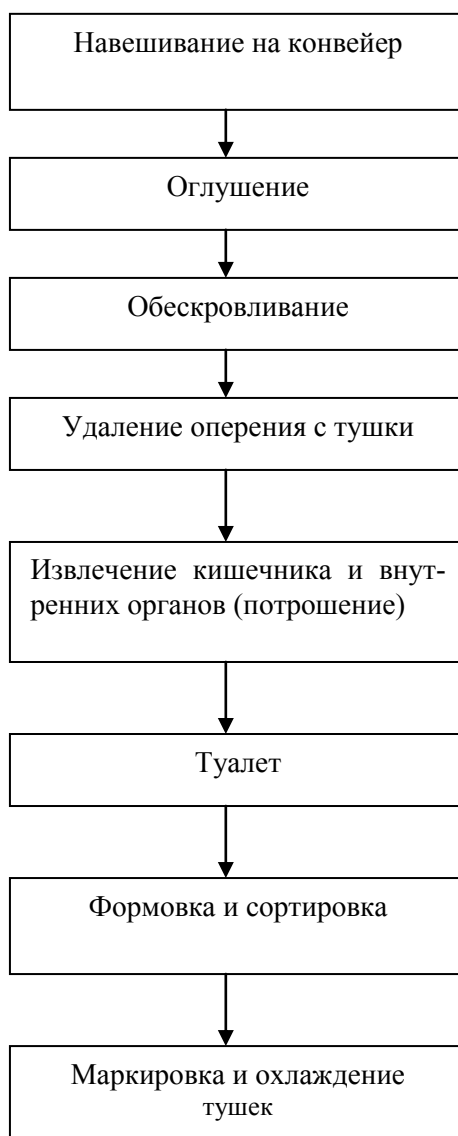 Навешивание на конвейер
Оглушение
Обескровливание
Удаление оперения с тушки
Извлечение кишечника и внут-
ренних органов (потрошение)
Туалет
Формовка и сортировка
Маркировка и охлаждение
тушек